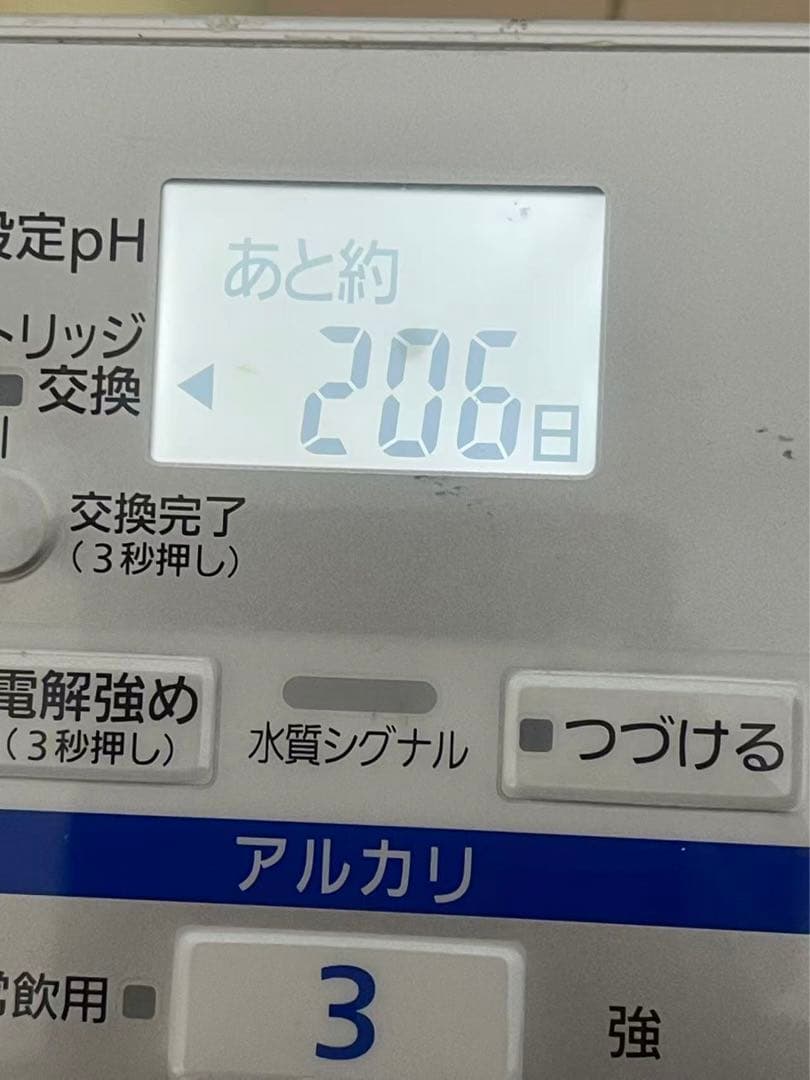 設定pH
あと約
トリッジ
交換
206日
交換完了
(3秒押し)
電解強め
(3秒押し)
水質シグナル
つづける
アルカリ
常飲用
3
強